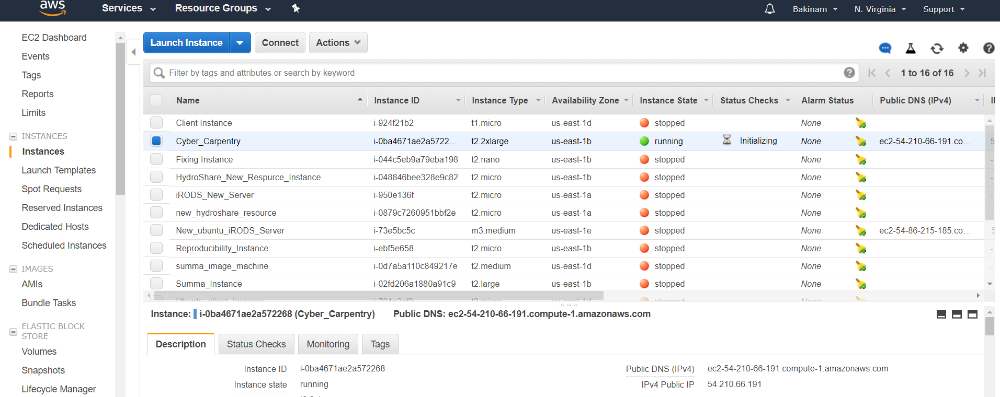 aws Services Resource Groups Bakinam N. Virginia Support
EC2 Dashboard
Events
Tags
Reports
Limits
INSTANCES
Instances
Launch Templates
Spot Requests
Reserved Instances
Dedicated Hosts
Scheduled Instances
IMAGES
AMIs
Bundle Tasks
ELASTIC BLOCK
STORE
Volumes
Snapshots
Lifecycle Manager
Launch Instance Connect Actions
Filter by tags and attributes or search by keyword 1 to 16 of 16
Name Instance ID Instance Type Availability Zone Instance State Status Checks Alarm Status Public DNS (IPv4)
Client Instance i-924f21b2 t1.micro us-east-1d stopped None
Cyber_Carpentry i-0ba4671ae2a5722... t2.2xlarge us-east-1b running Initializing None ec2-54-210-66-191.co... 5
Fixing Instance i-044c5eb9a79eba198 t2.nano us-east-1b stopped None -
HydroShare_New_Respurce_Instance i-048846bee328e9c82 t2.micro us-east-1b stopped None -
iRODS_New_Server i-950e136f t2.micro us-east-1a stopped None -
new_hydroshare_resource i-0879c7260951bbf2e t2.micro us-east-1a stopped None -
New_ubuntu_iRODS_Server i-73e5bc5c m3.medium us-east-1e stopped None ec2-54-86-215-185.co... 5
Reproducibility_Instance i-ebf5e658 t2.micro us-east-1b stopped None -
summa_image_machine i-0d7a5a110c849217e t2.medium us-east-1d stopped None -
Summa_Instance i-02fd206a1880a91c9 t2.large us-east-1b stopped None
Instance: i-0ba4671ae2a572268 (Cyber_Carpentry) Public DNS: ec2-54-210-66-191.compute-1.amazonaws.com
Description Status Checks Monitoring Tags
Instance ID i-0ba4671ae2a572268 Public DNS (IPv4) ec2-54-210-66-191.compute-1.amazonaws.com
Instance state running IPv4 Public IP 54.210.66.191